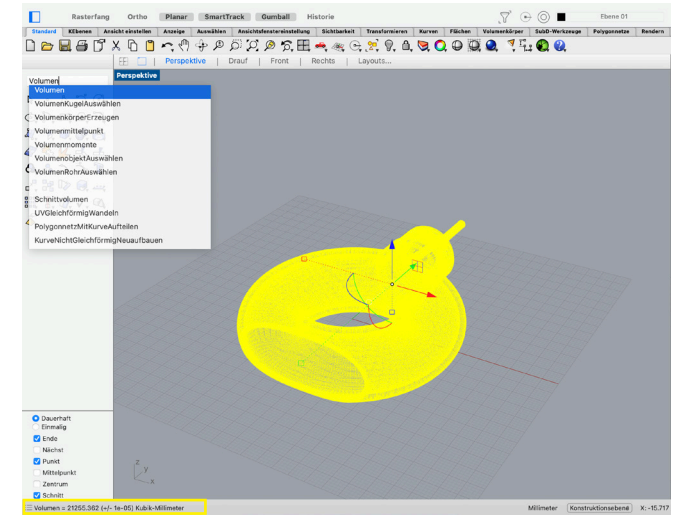 Rasterfang Ortho Planar SmartTrack Gumball Historie Ebene 01
Standard KEbenen Ansicht einstellen Anzeige Auswählen Ansichtsfenstereinstellung Sichtbarkeit Transformieren Kurven Flächen Volumenkörper SubD-Werkzeuge Polygonnetze Rendern
Perspektive | Drauf | Front | Rechts | Layouts...
Perspektive
Volumen
Volumen
VolumenKugelAuswählen
VolumenkörperErzeugen
Volumenmittelpunkt
Volumenmomente
VolumenobjektAuswählen
VolumenRohrAuswählen
Schnittvolumen
UVGleichförmigWandeln
PolygonnetzMitKurveAufteilen
KurveNichtGleichförmigNeuaufbauen
Dauerhaft
Einmalig
Ende
Nächst
Punkt
Mittelpunkt
Zentrum
Schnitt
z
y
x
Volumen = 21255.362 (+/- 1e-05) Kubik-Millimeter
Millimeter Konstruktionsebene X: -15.717